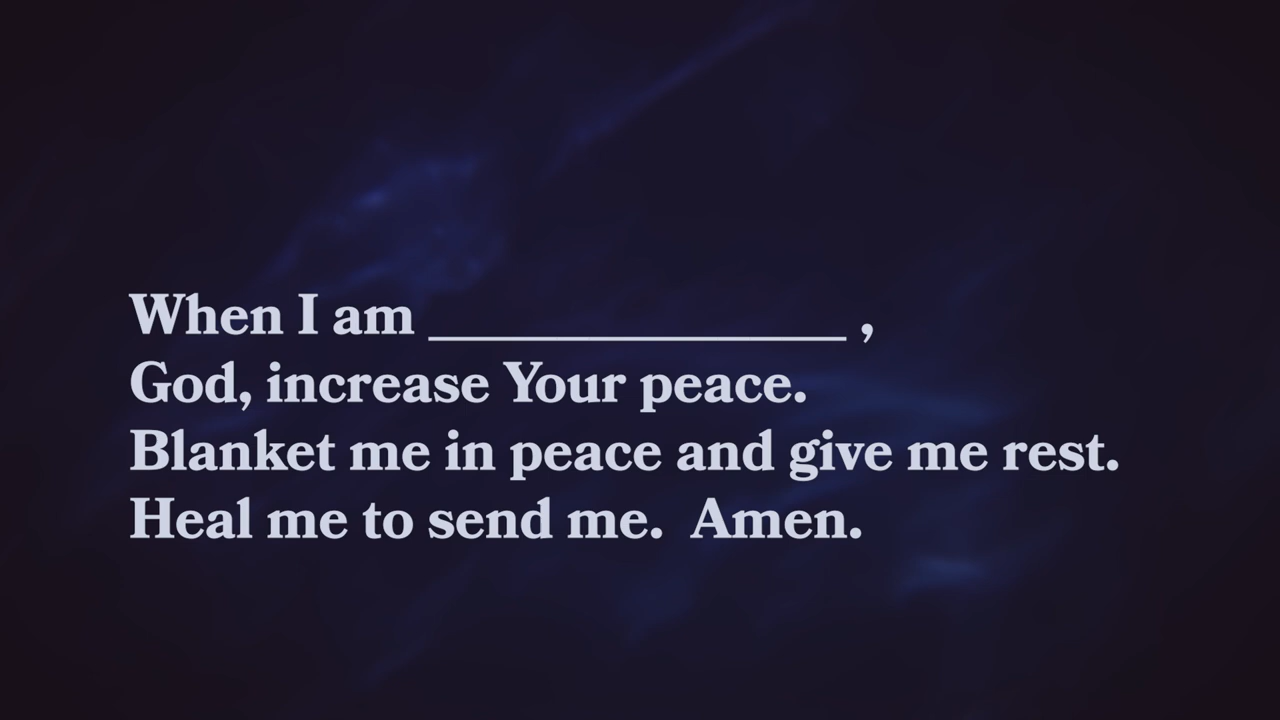 When I am _______________ ,
God, increase Your peace.
Blanket me in peace and give me rest.
Heal me to send me.  Amen.